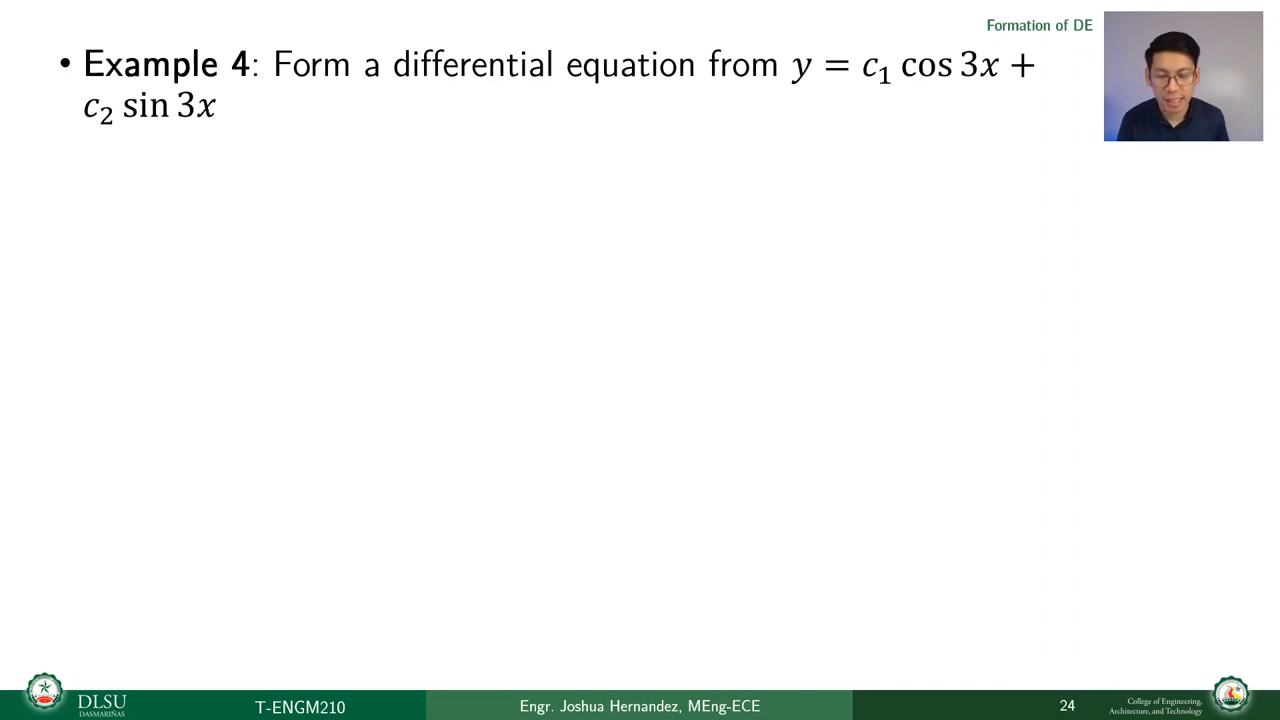 Formation of DE
• Example 4: Form a differential equation from 𝑦 = 𝑐₁ cos 3𝑥 +
𝑐₂ sin 3𝑥
DLSU
DASMARIÑAS
T-ENGM210
Engr. Joshua Hernandez, MEng-ECE
24
College of Engineering,
Architecture, and Technology